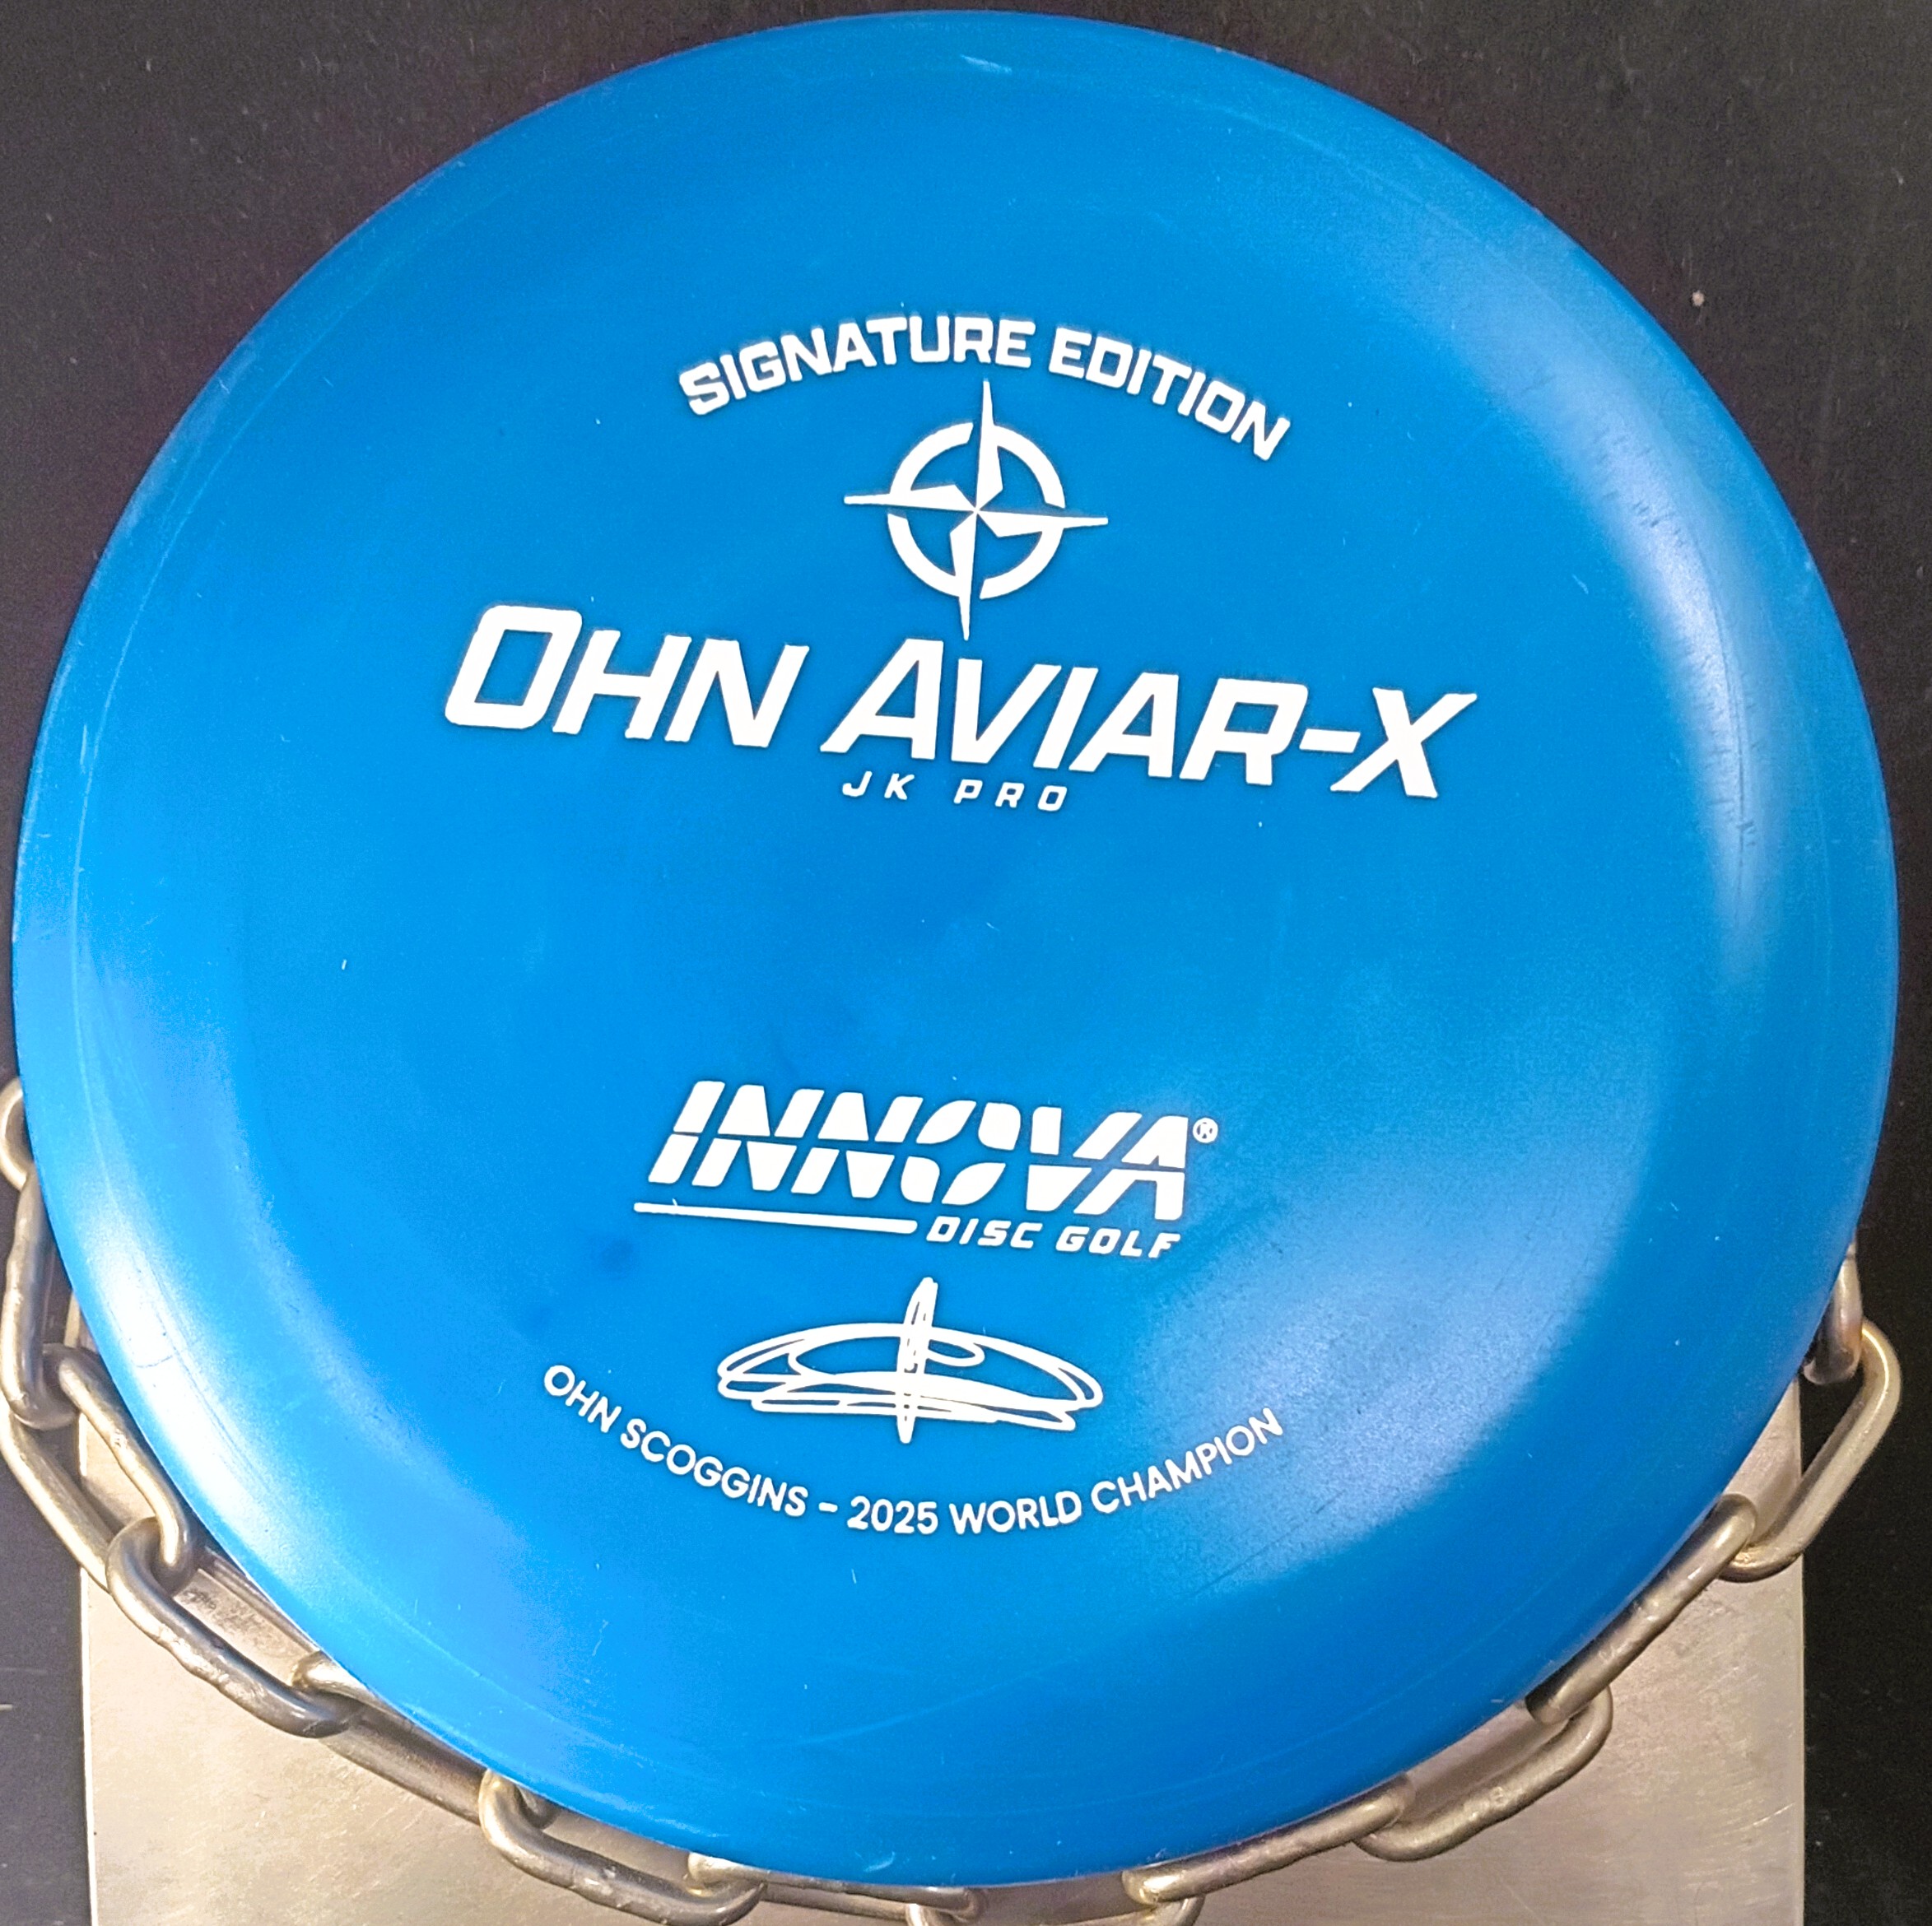 SIGNATURE EDITION
OHN AVIAR-X
JK PRO
INNOVA®
DISC GOLF
OHN SCOGGINS – 2025 WORLD CHAMPION